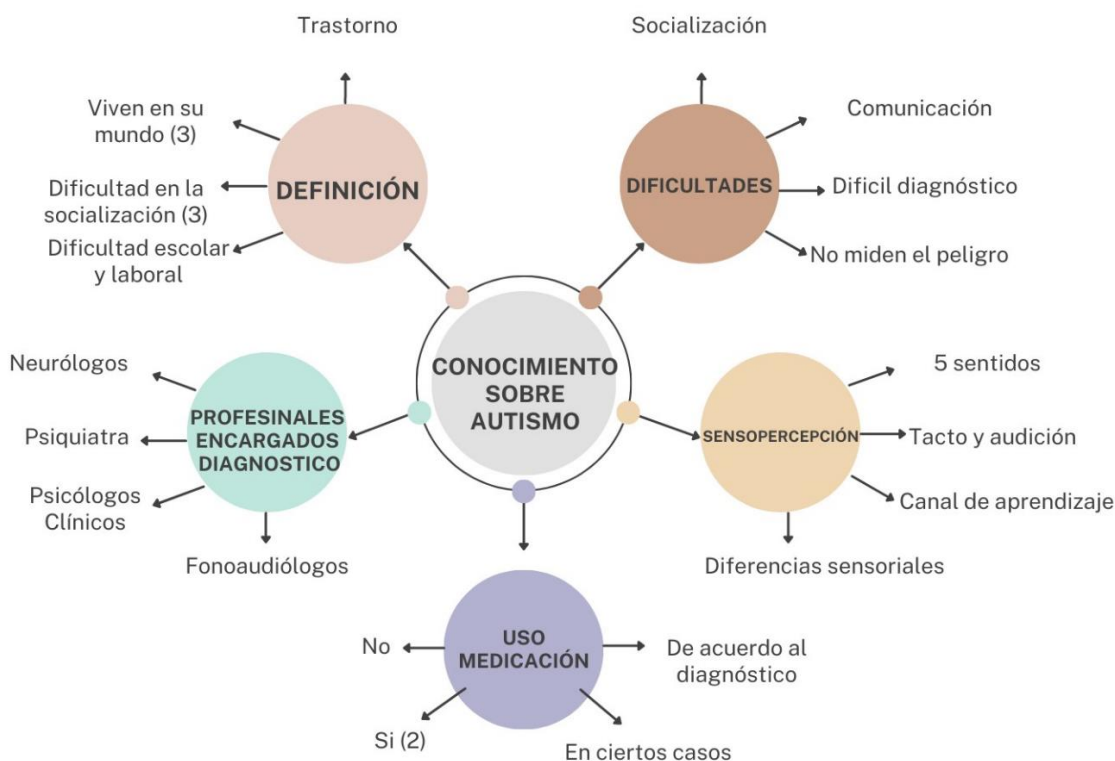 Trastorno
Viven en su
mundo (3)
Dificultad en la
socialización (3)
Dificultad escolar
y laboral
DEFINICIÓN
Socialización
Comunicación
Dificil diagnóstico
No miden el peligro
DIFICULTADES
CONOCIMIENTO
SOBRE
AUTISMO
Neurólogos
Psiquiatra
Psicólogos
Clínicos
Fonoaudiólogos
PROFESINALES
ENCARGADOS
DIAGNOSTICO
SENSOPERCEPCIÓN
5 sentidos
Tacto y audición
Canal de aprendizaje
Diferencias sensoriales
USO
MEDICACIÓN
No
Si (2)
De acuerdo al
diagnóstico
En ciertos casos